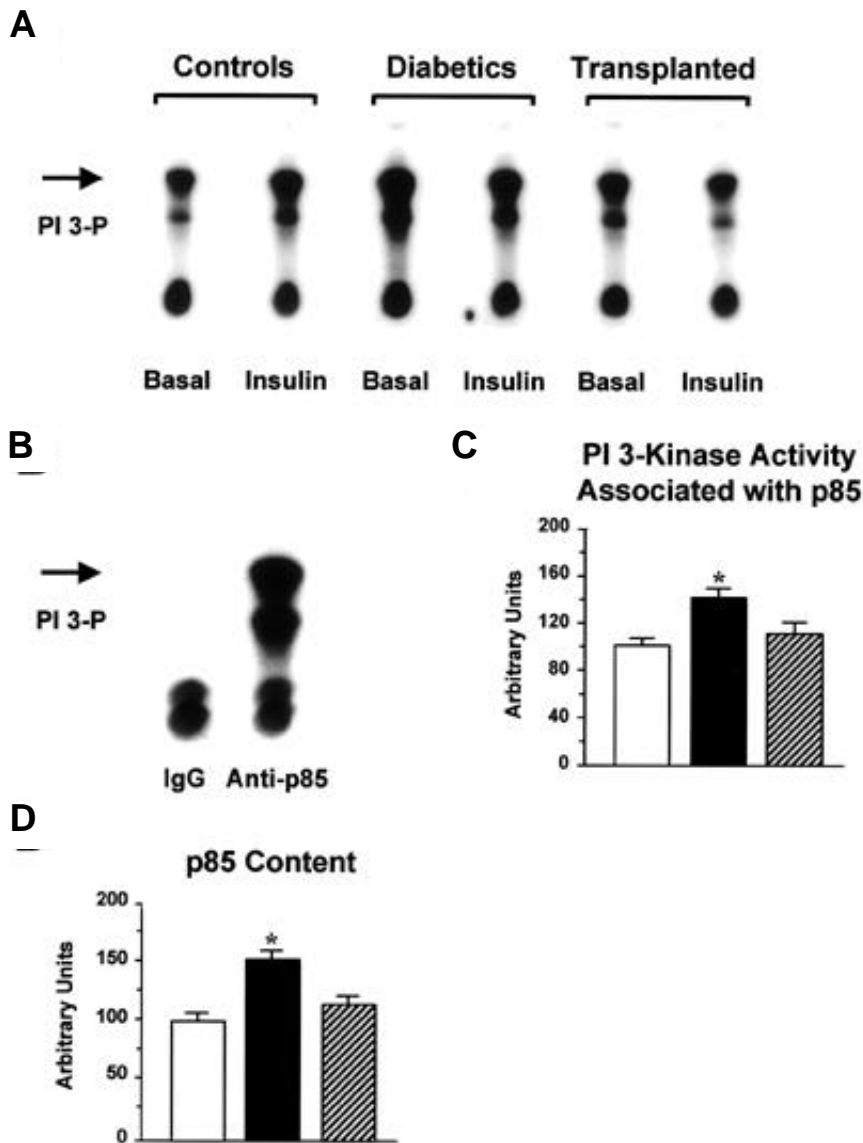 A
Controls Diabetics Transplanted
PI 3-P
Basal Insulin Basal Insulin Basal Insulin
B
PI 3-P
IgG Anti-p85
C
PI 3-Kinase Activity
Associated with p85
Arbitrary Units
200
160
120
80
40
0
*
D
p85 Content
Arbitrary Units
200
150
100
50
0
*